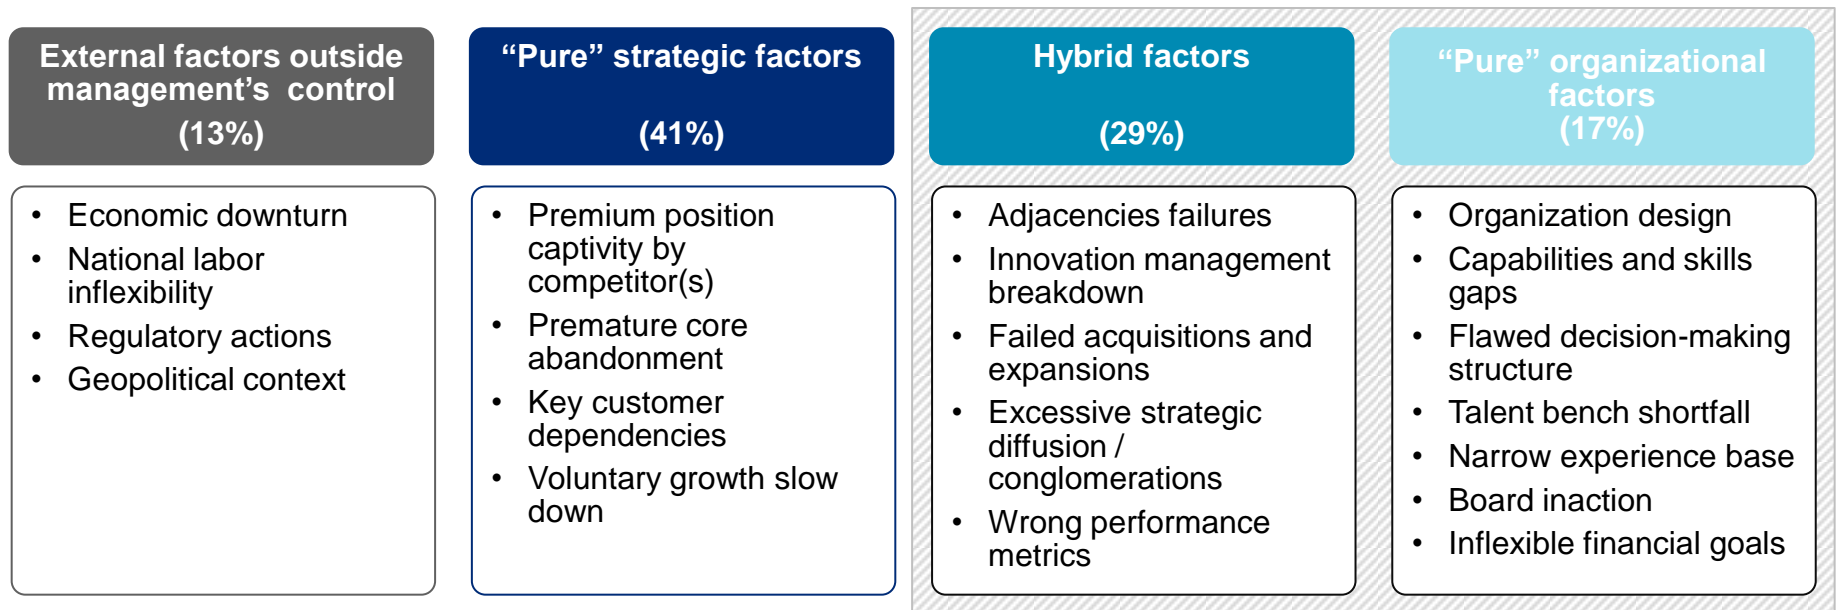 External factors outside
management’s  control
(13%)
• Economic downturn
• National labor
inflexibility
• Regulatory actions
• Geopolitical context
“Pure” strategic factors
(41%)
• Premium position
captivity by
competitor(s)
• Premature core
abandonment
• Key customer
dependencies
• Voluntary growth slow
down
Hybrid factors
(29%)
• Adjacencies failures
• Innovation management
breakdown
• Failed acquisitions and
expansions
• Excessive strategic
diffusion /
conglomerations
• Wrong performance
metrics
“Pure” organizational
factors
(17%)
• Organization design
• Capabilities and skills
gaps
• Flawed decision-making
structure
• Talent bench shortfall
• Narrow experience base
• Board inaction
• Inflexible financial goals